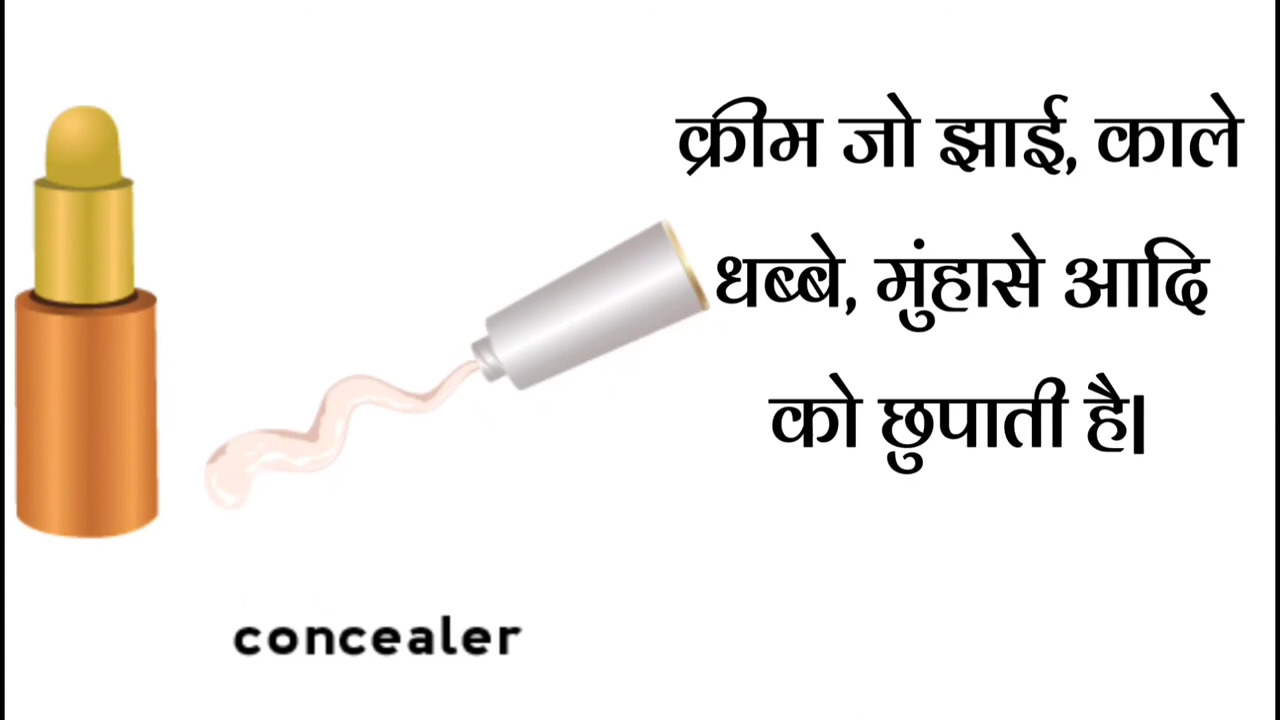 क्रीम जो झाई, काले
धब्बे, मुंहासे आदि
को छुपाती है।
concealer